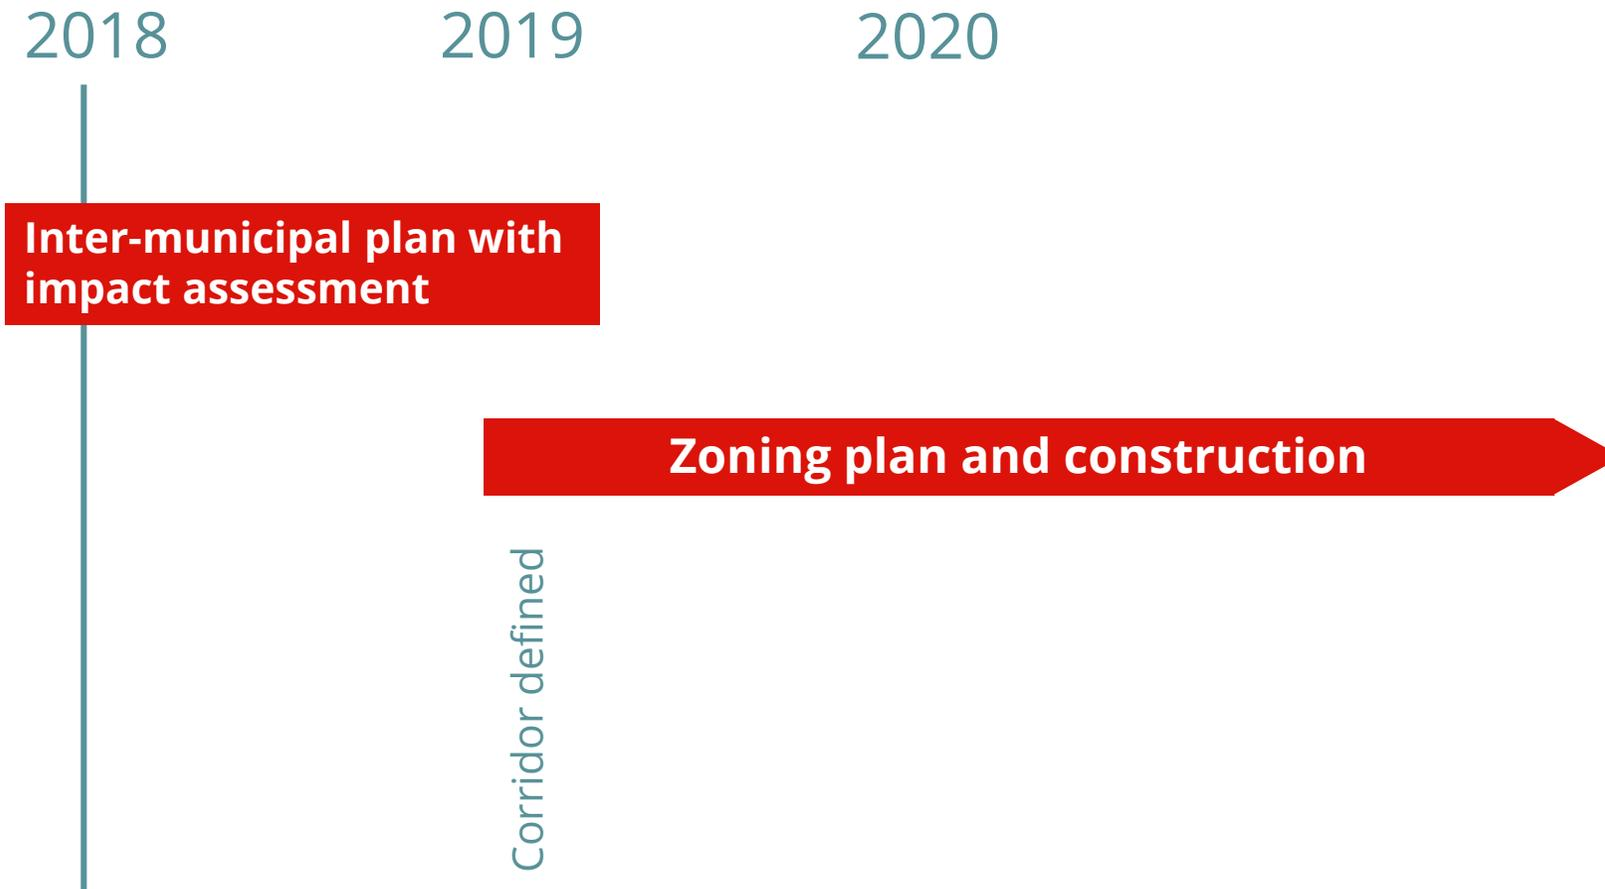 2018
2019
2020
Inter-municipal plan with
impact assessment
Zoning plan and construction
Corridor defined